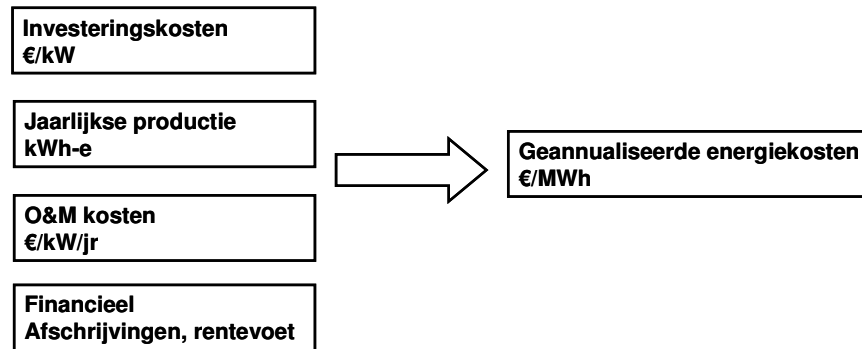 Investeringskosten
€/kW
Jaarlijkse productie
kWh-e
O&M kosten
€/kW/jr
Financieel
Afschrijvingen, rentevoet
Geannualiseerde energiekosten
€/MWh